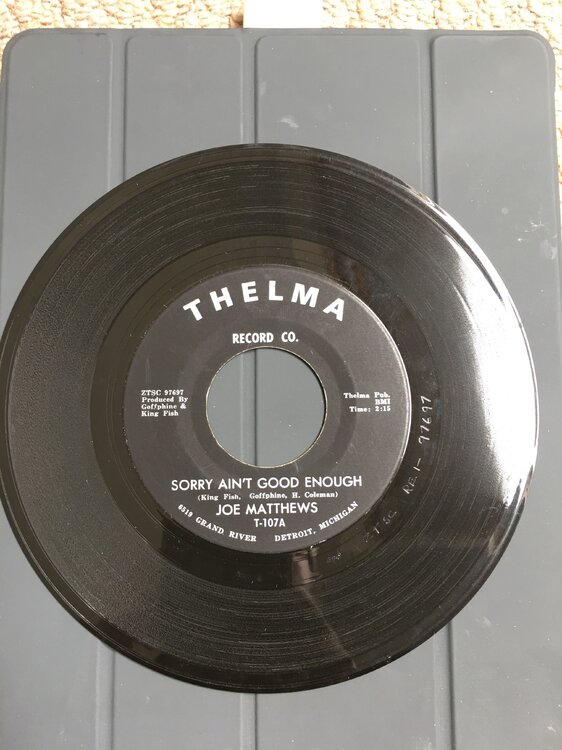 THELMA
RECORD CO.
ZTSC 97697
Produced By
Goffphine &
King Fish
Thelma Pub.
BMI
Time: 2:15
SORRY AIN'T GOOD ENOUGH
(King Fish, Goffphine, H. Coleman)
JOE MATTHEWS
T-107A
6519 GRAND RIVER DETROIT, MICHIGAN
97697